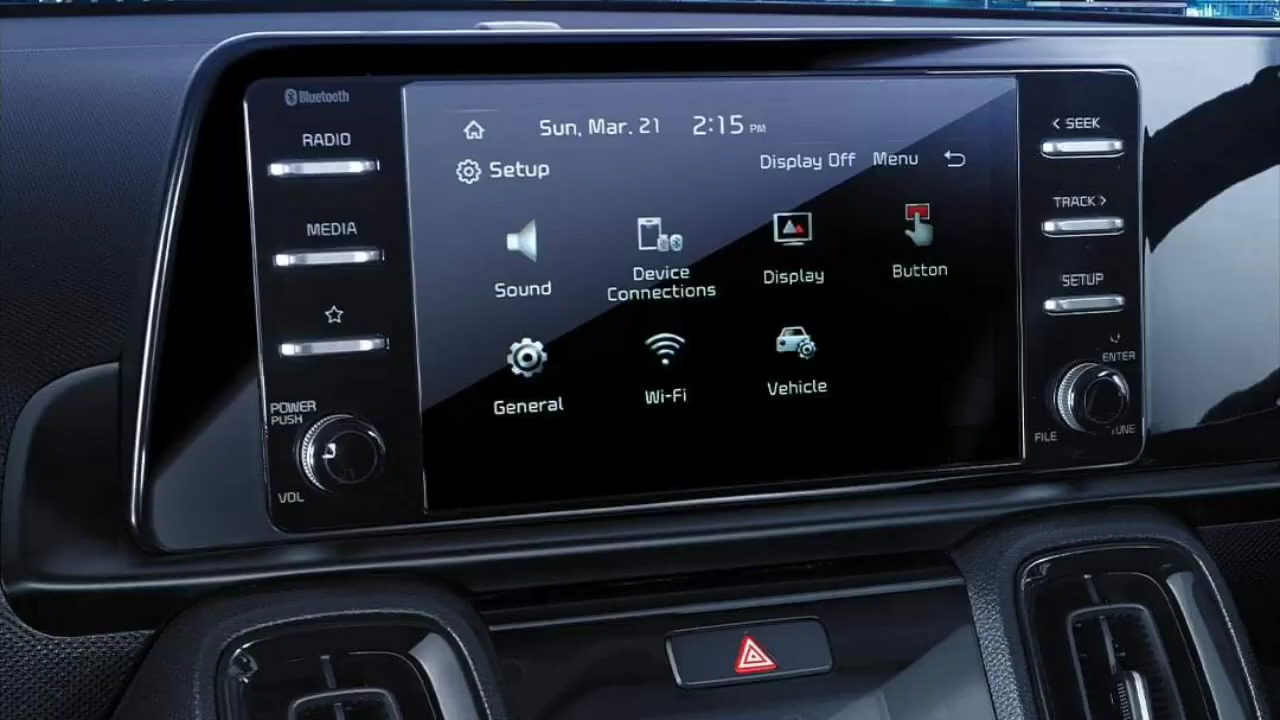 Bluetooth
RADIO
MEDIA
POWER
PUSH
VOL
Sun, Mar. 21 2:15 PM
Setup
Display Off Menu
Sound
Device
Connections
Display
Button
General
Wi-Fi
Vehicle
< SEEK
TRACK >
SETUP
ENTER
FILE
TUNE